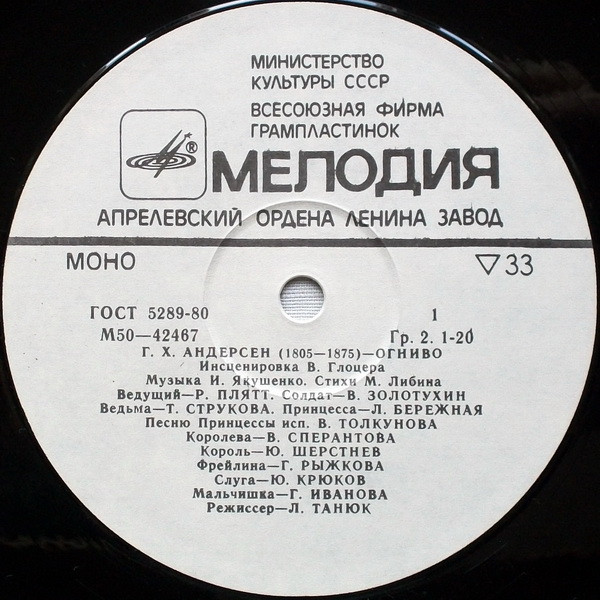 МИНИСТЕРСТВО
КУЛЬТУРЫ СССР
ВСЕСОЮЗНАЯ ФИРМА
ГРАМПЛАСТИНОК
®
МЕЛОДИЯ
АПРЕЛЕВСКИЙ ОРДЕНА ЛЕНИНА ЗАВОД
МОНО ▽33
ГОСТ 5289-80 1
М50—42467 Гр. 2. 1-20
Г. Х. АНДЕРСЕН (1805—1875)—ОГНИВО
Инсценировка В. Глоцера
Музыка И. Якушенко. Стихи М. Либина
Ведущий—Р. ПЛЯТТ. Солдат—В. ЗОЛОТУХИН
Ведьма—Т. СТРУКОВА. Принцесса—Л. БЕРЕЖНАЯ
Песню Принцессы исп. В. ТОЛКУНОВА
Королева—В. СПЕРАНТОВА
Король—Ю. ШЕРСТНЕВ
Фрейлина—Г. РЫЖКОВА
Слуга—Ю. КРЮКОВ
Мальчишка—Г. ИВАНОВА
Режиссер—Л. ТАНЮК